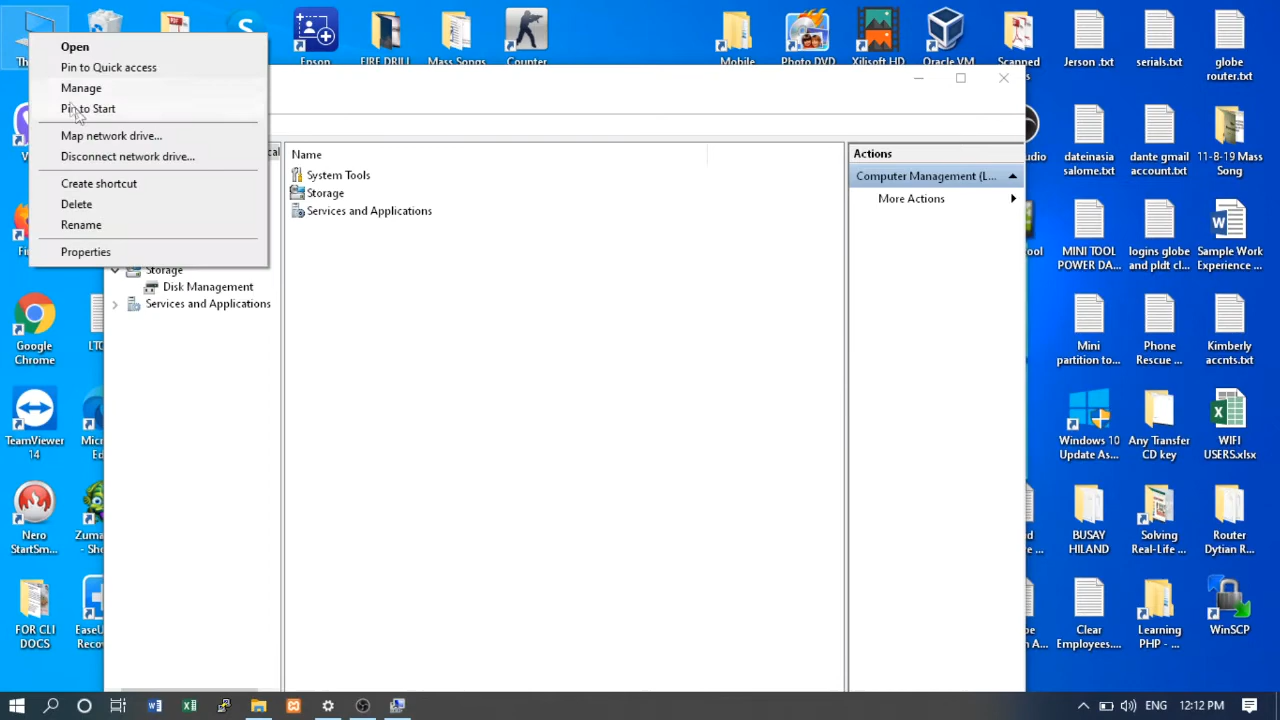 Open
Pin to Quick access
Manage
Pin to Start
Map network drive...
Disconnect network drive...
Create shortcut
Delete
Rename
Properties
Epson
FIRE DRILL
Mass Songs
Counter
Mobile
Photo DVD
Xilisoft HD
Oracle VM
Scanned
Jerson .txt
serials.txt
globe
router.txt
Name
System Tools
Storage
Services and Applications
Actions
Computer Management (L...
More Actions
Storage
Disk Management
Services and Applications
dateinasia
salome.txt
dante gmail
account.txt
11-8-19 Mass
Song
MINI TOOL
POWER DA...
logins globe
and pldt cl...
Sample Work
Experience ...
Google
Chrome
Mini
partition to...
Phone
Rescue ...
Kimberly
accnts.txt
TeamViewer
14
Windows 10
Update As...
Any Transfer
CD key
WIFI
USERS.xlsx
Nero
StartSm...
Zuma
- Sho
BUSAY
HILAND
Solving
Real-Life ...
Router
Dytian R...
FOR CLI
DOCS
EaseU
Reco
Clear
Employees....
Learning
PHP - ...
WinSCP
ENG
12:12 PM